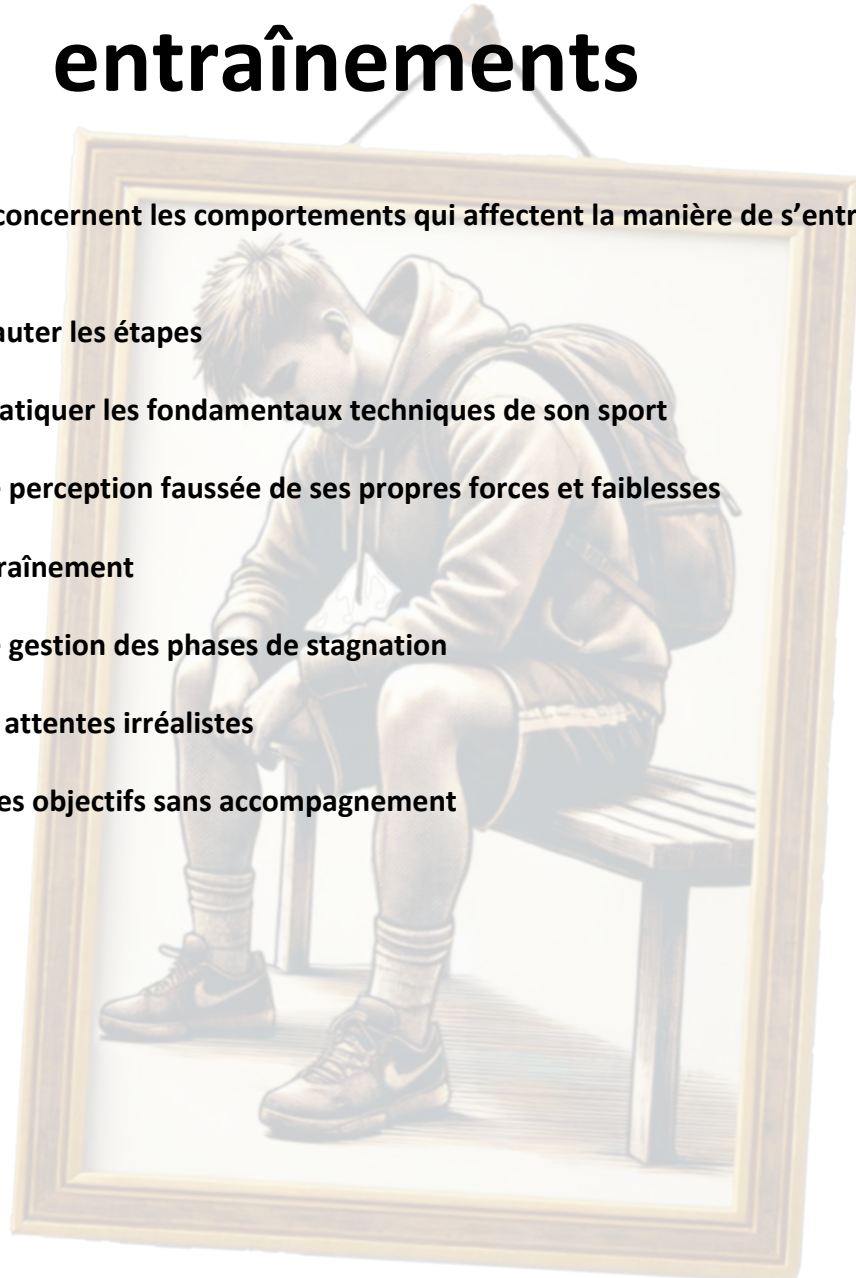 entraînements
concernent les comportements qui affectent la manière de s’entr
auter les étapes
atiquer les fondamentaux techniques de son sport
perception faussée de ses propres forces et faiblesses
raînement
gestion des phases de stagnation
attentes irréalistes
es objectifs sans accompagnement